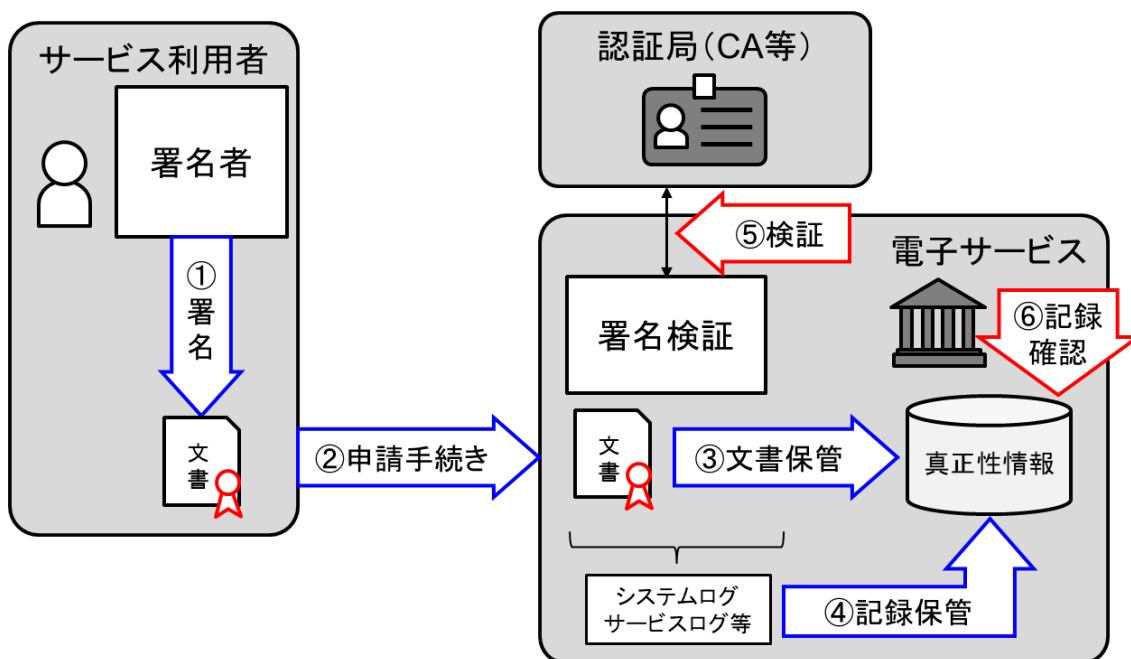 サービス利用者
署名者
①
署
名
文
書
②申請手続き
認証局(CA等)
⑤検証
電子サービス
署名検証
⑥記録
確認
文
書
③文書保管
真正性情報
システムログ
サービスログ等
④記録保管